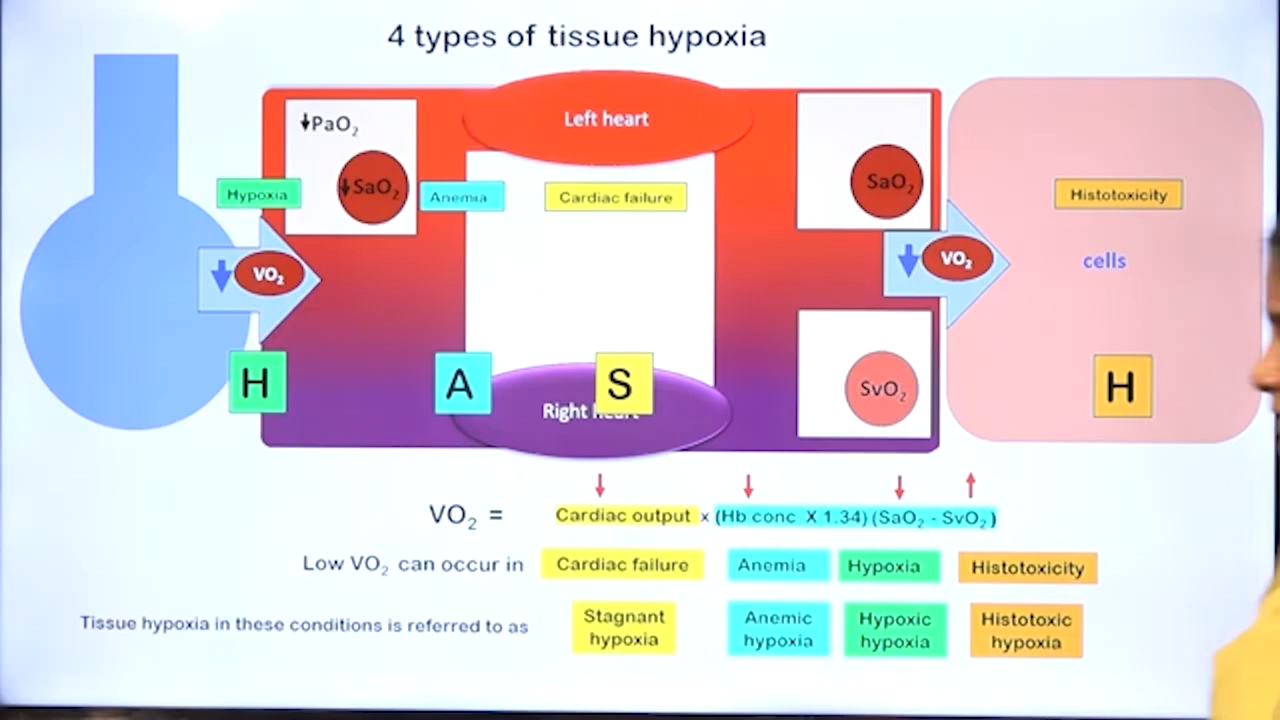 4 types of tissue hypoxia
Left heart
↓PaO₂
↓SaO₂
SaO₂
Hypoxia
Anemia
Cardiac failure
Histotoxicity
↓ VO₂
↓ VO₂
cells
H
A
S
H
Right heart
SvO₂
VO₂ = Cardiac output x (Hb conc X 1.34) (SaO₂ - SvO₂)
Low VO₂ can occur in Cardiac failure Anemia Hypoxia Histotoxicity
Tissue hypoxia in these conditions is referred to as Stagnant hypoxia Anemic hypoxia Hypoxic hypoxia Histotoxic hypoxia